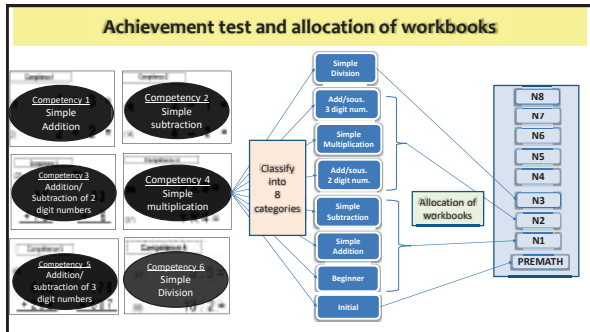 Achievement test and allocation of workbooks
Competency 1
Simple
Addition
Competency 2
Simple
subtraction
Competency 3
Addition/
Subtraction of 2
digit numbers
Competency 4
Simple
multiplication
Competency 5
Addition/
subtraction of 3
digit numbers
Competency 6
Simple
Division
Classify
into
8
categories
Simple
Division
Add/sous.
3 digit num.
Simple
Multiplication
Add/sous.
2 digit num.
Simple
Subtraction
Simple
Addition
Beginner
Initial
Allocation of
workbooks
N8
N7
N6
N5
N4
N3
N2
N1
PREMATH